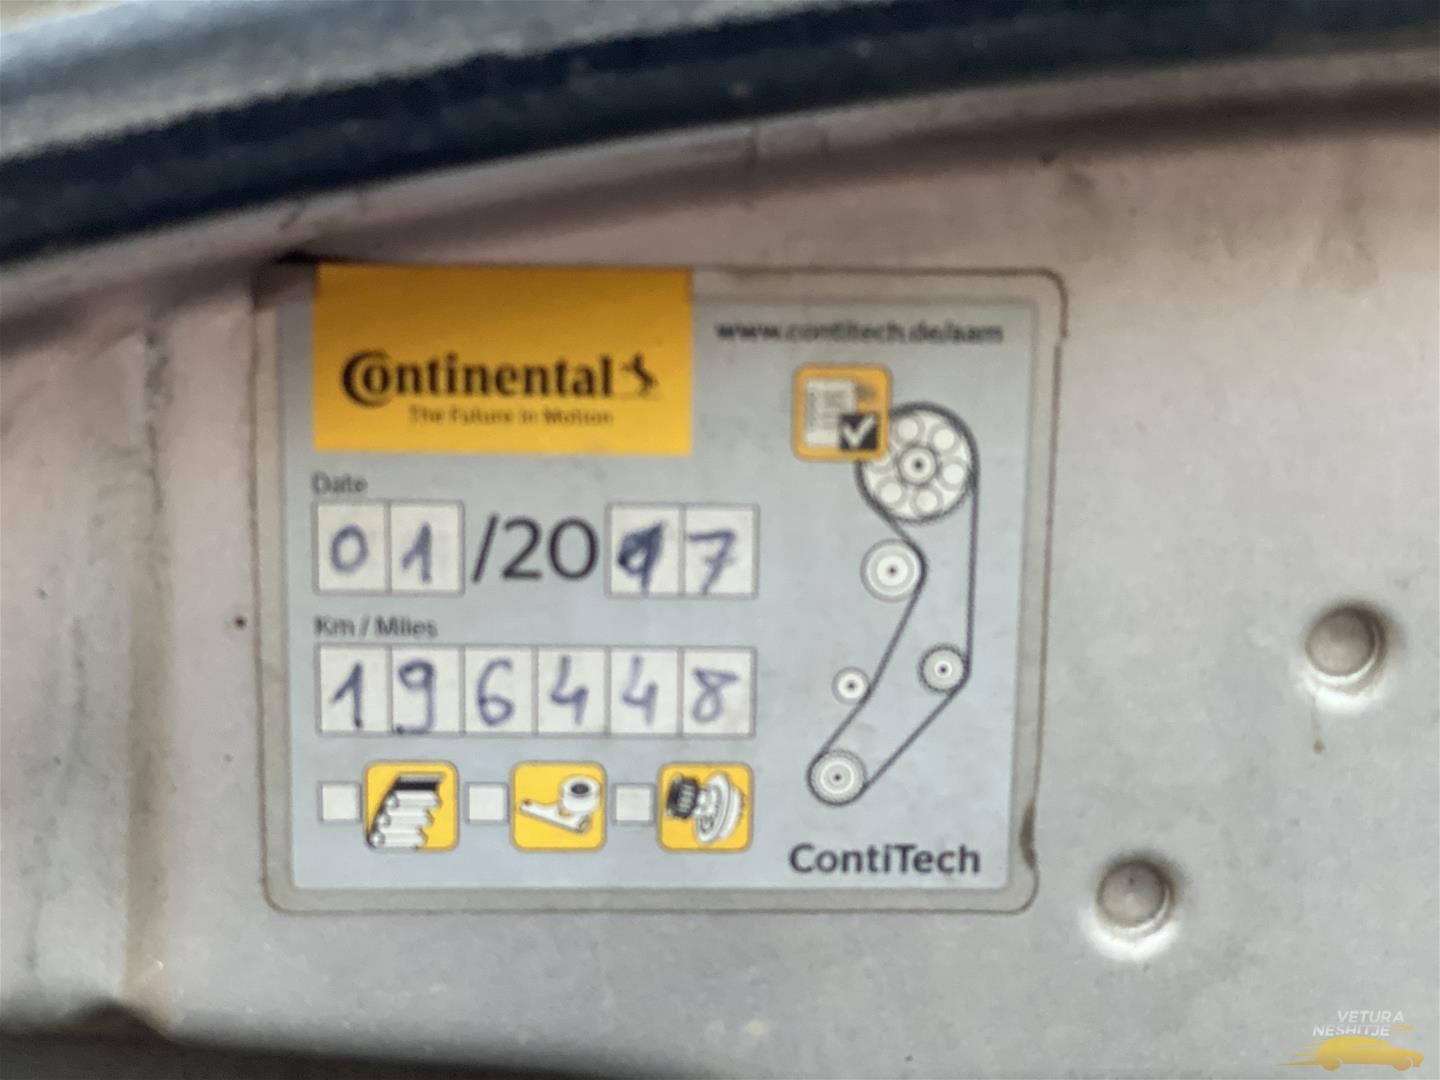 Continental
The Future in Motion
www.contitech.de/aam
Date
01/2017
Km / Miles
196448
ContiTech
VETURA
NESHITJE